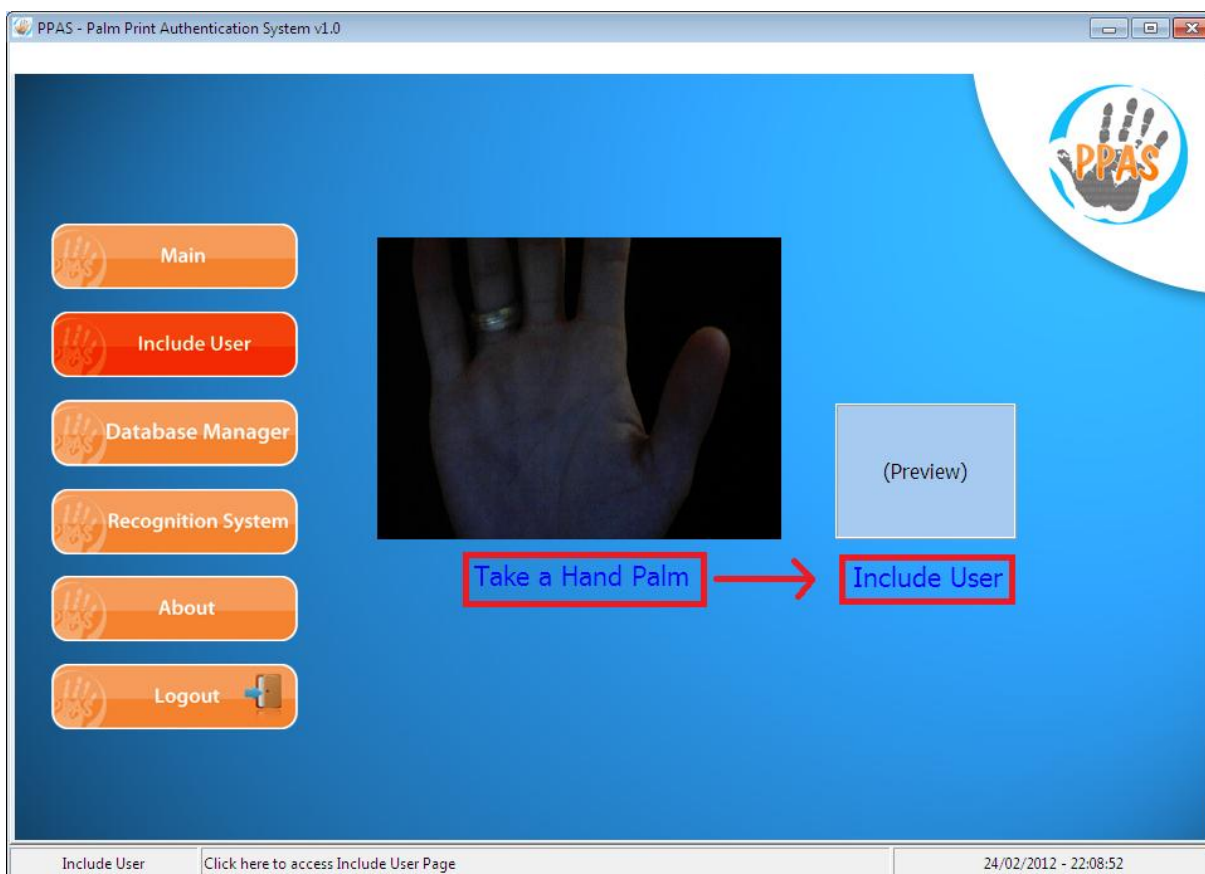 PPAS - Palm Print Authentication System v1.0
PPAS
Main
Include User
Database Manager
Recognition System
About
Logout
(Preview)
Take a Hand Palm
Include User
Include User
Click here to access Include User Page
24/02/2012 - 22:08:52